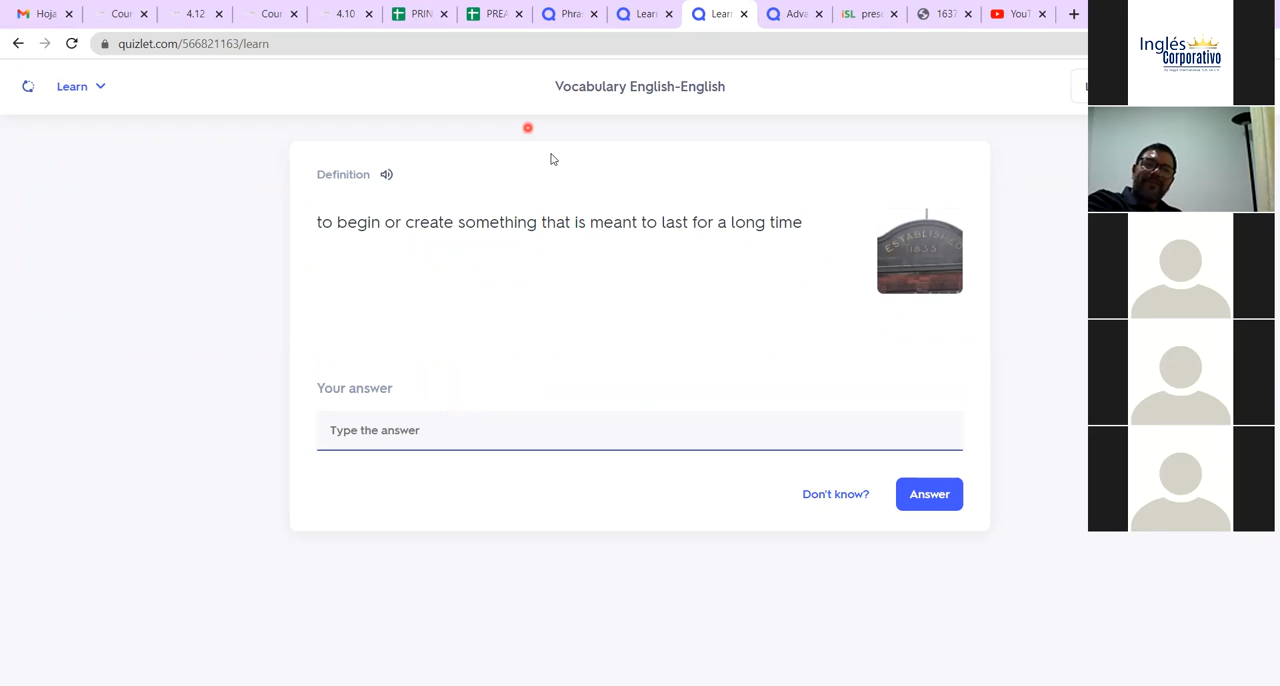 Hoja
Cour
4.12
Cour
4.10
PRIN
PREA
Phra:
Learn
Learn
Adva
iSL prese
1637
YouT
quizlet.com/566821163/learn
Learn
Vocabulary English-English
Definition
to begin or create something that is meant to last for a long time
ESTABLISHED
1855
Your answer
Type the answer
Don't know?
Answer
Inglés
Corporativo